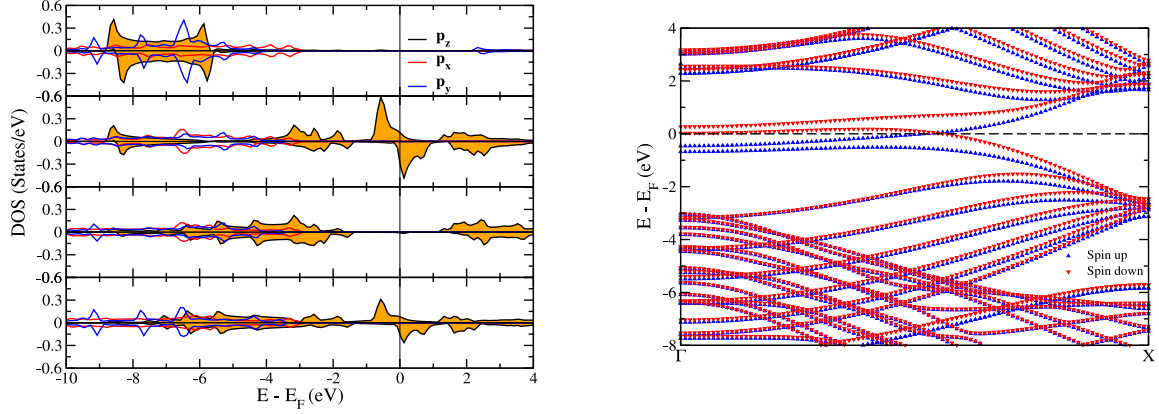 0.3
0
-0.3
0.6
0.3
0
-0.3
0.6
0.3
0
-0.3
0.6
0.3
0
-0.3
-0.6
DOS (States/eV)
p_z
p_x
p_y
-10 -8 -6 -4 -2 0 2 4
E - E_F (eV)
4
2
0
-2
-4
-6
-8
E - E_F (eV)
Spin up
Spin down
Γ X